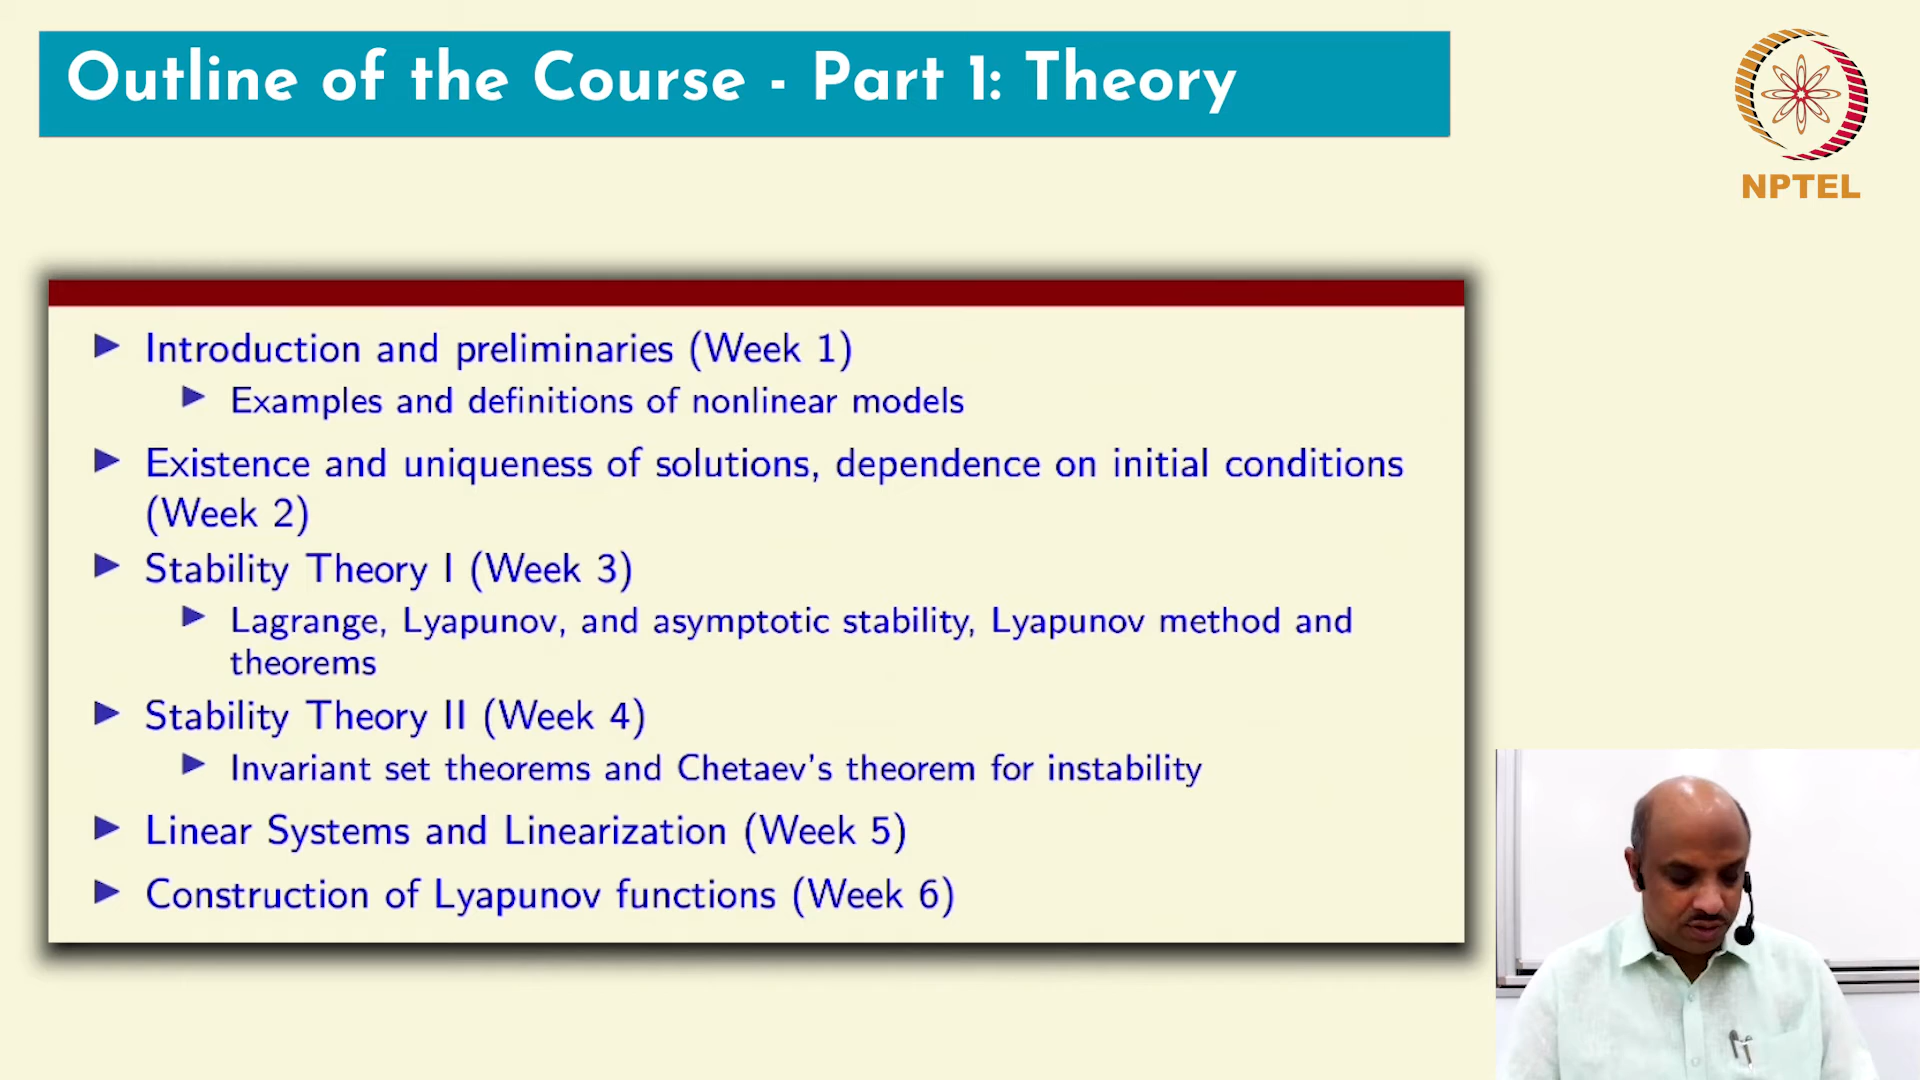 Outline of the Course - Part 1: Theory
NPTEL
Introduction and preliminaries (Week 1)
Examples and definitions of nonlinear models
Existence and uniqueness of solutions, dependence on initial conditions
(Week 2)
Stability Theory I (Week 3)
Lagrange, Lyapunov, and asymptotic stability, Lyapunov method and
theorems
Stability Theory II (Week 4)
Invariant set theorems and Chetaev's theorem for instability
Linear Systems and Linearization (Week 5)
Construction of Lyapunov functions (Week 6)